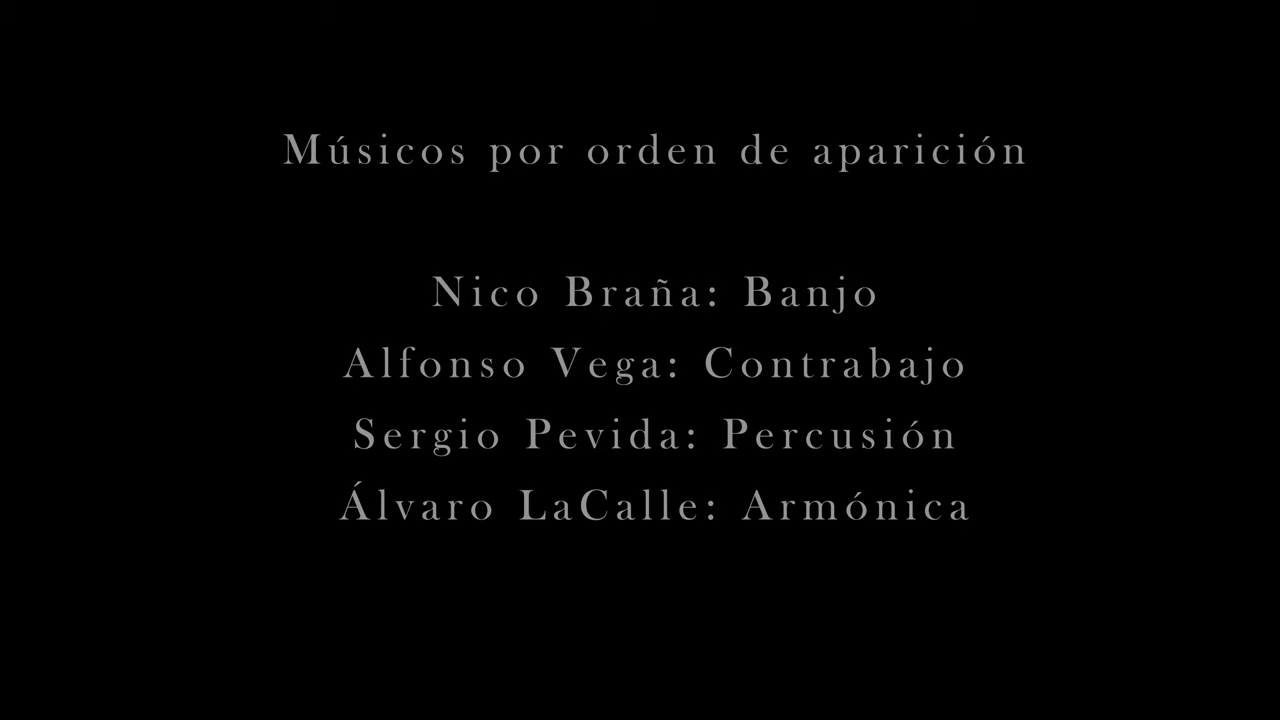 Músicos por orden de aparición
Nico Braña: Banjo
Alfonso Vega: Contrabajo
Sergio Pevida: Percusión
Álvaro LaCalle: Armónica